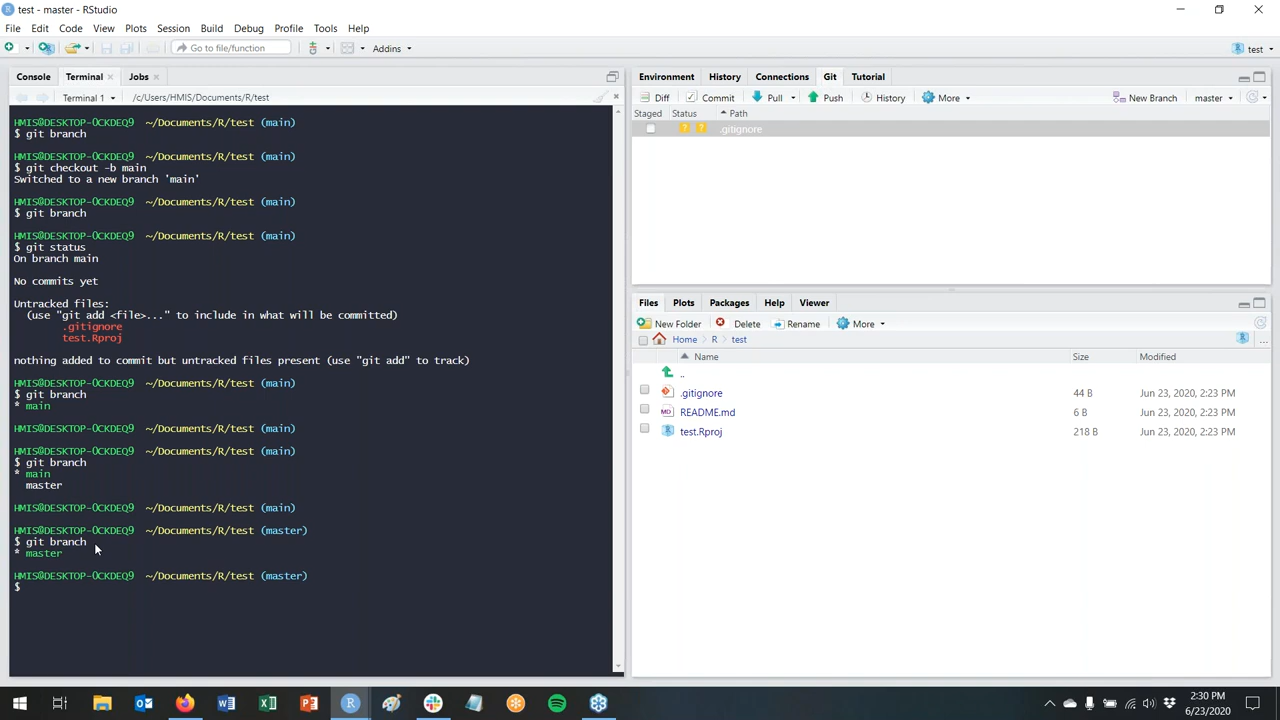 test - master - RStudio
File Edit Code View Plots Session Build Debug Profile Tools Help
Go to file/function Addins test
Console Terminal Jobs
Terminal 1 /c/Users/HMIS/Documents/R/test
HMIS@DESKTOP-0CKDEQ9 ~/Documents/R/test (main)
$ git branch
HMIS@DESKTOP-0CKDEQ9 ~/Documents/R/test (main)
$ git checkout -b main
Switched to a new branch 'main'
HMIS@DESKTOP-0CKDEQ9 ~/Documents/R/test (main)
$ git branch
HMIS@DESKTOP-0CKDEQ9 ~/Documents/R/test (main)
$ git status
On branch main
No commits yet
Untracked files:
(use "git add <file>..." to include in what will be committed)
.gitignore
test.Rproj
nothing added to commit but untracked files present (use "git add" to track)
HMIS@DESKTOP-0CKDEQ9 ~/Documents/R/test (main)
$ git branch
* main
HMIS@DESKTOP-0CKDEQ9 ~/Documents/R/test (main)
HMIS@DESKTOP-0CKDEQ9 ~/Documents/R/test (main)
$ git branch
* main
master
HMIS@DESKTOP-0CKDEQ9 ~/Documents/R/test (main)
HMIS@DESKTOP-0CKDEQ9 ~/Documents/R/test (master)
$ git branch
* master
HMIS@DESKTOP-0CKDEQ9 ~/Documents/R/test (master)
$
Environment History Connections Git Tutorial
Diff Commit Pull Push History More New Branch master
Staged Status Path
? ? .gitignore
Files Plots Packages Help Viewer
New Folder Delete Rename More
Home R test ...
Name Size Modified
..
.gitignore 44 B Jun 23, 2020, 2:23 PM
README.md 6 B Jun 23, 2020, 2:23 PM
test.Rproj 218 B Jun 23, 2020, 2:23 PM
2:30 PM
6/23/2020